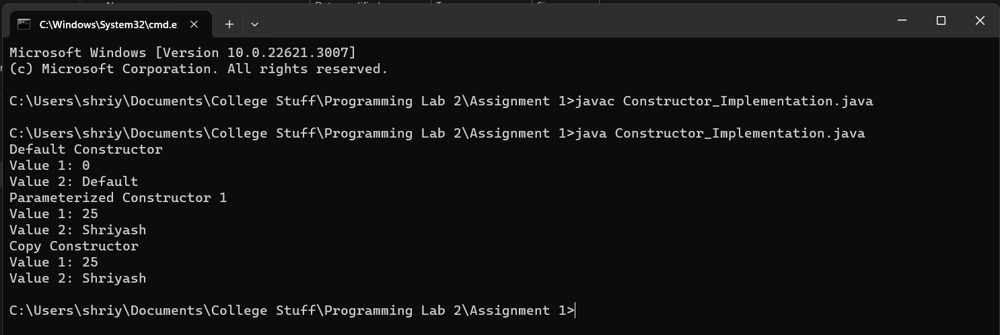 C:\Windows\System32\cmd.e
Microsoft Windows [Version 10.0.22621.3007]
(c) Microsoft Corporation. All rights reserved.
C:\Users\shriy\Documents\College Stuff\Programming Lab 2\Assignment 1>javac Constructor_Implementation.java
C:\Users\shriy\Documents\College Stuff\Programming Lab 2\Assignment 1>java Constructor_Implementation.java
Default Constructor
Value 1: 0
Value 2: Default
Parameterized Constructor 1
Value 1: 25
Value 2: Shriyash
Copy Constructor
Value 1: 25
Value 2: Shriyash
C:\Users\shriy\Documents\College Stuff\Programming Lab 2\Assignment 1>